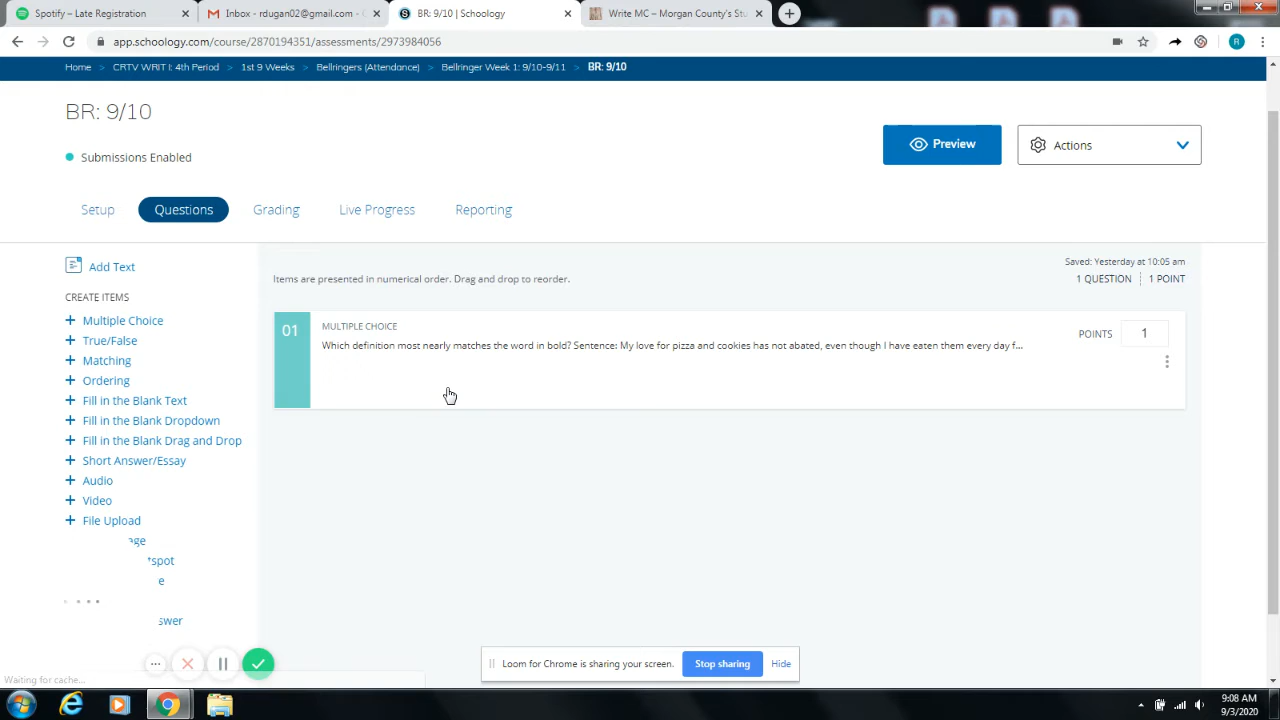 Spotify – Late Registration
Inbox - rdugan02@gmail.com -
BR: 9/10 | Schoology
Write MC – Morgan County's Stu
app.schoology.com/course/2870194351/assessments/2973984056
R
Home > CRTV WRIT I: 4th Period > 1st 9 Weeks > Bellringers (Attendance) > Bellringer Week 1: 9/10-9/11 > BR: 9/10
BR: 9/10
Submissions Enabled
Preview
Actions
Setup
Questions
Grading
Live Progress
Reporting
Add Text
CREATE ITEMS
+ Multiple Choice
+ True/False
+ Matching
+ Ordering
+ Fill in the Blank Text
+ Fill in the Blank Dropdown
+ Fill in the Blank Drag and Drop
+ Short Answer/Essay
+ Audio
+ Video
+ File Upload
age
tspot
e
swer
Saved: Yesterday at 10:05 am
Items are presented in numerical order. Drag and drop to reorder.
1 QUESTION
1 POINT
01
MULTIPLE CHOICE
Which definition most nearly matches the word in bold? Sentence: My love for pizza and cookies has not abated, even though I have eaten them every day f...
POINTS
1
Loom for Chrome is sharing your screen.
Stop sharing
Hide
Waiting for cache...
9:08 AM
9/3/2020